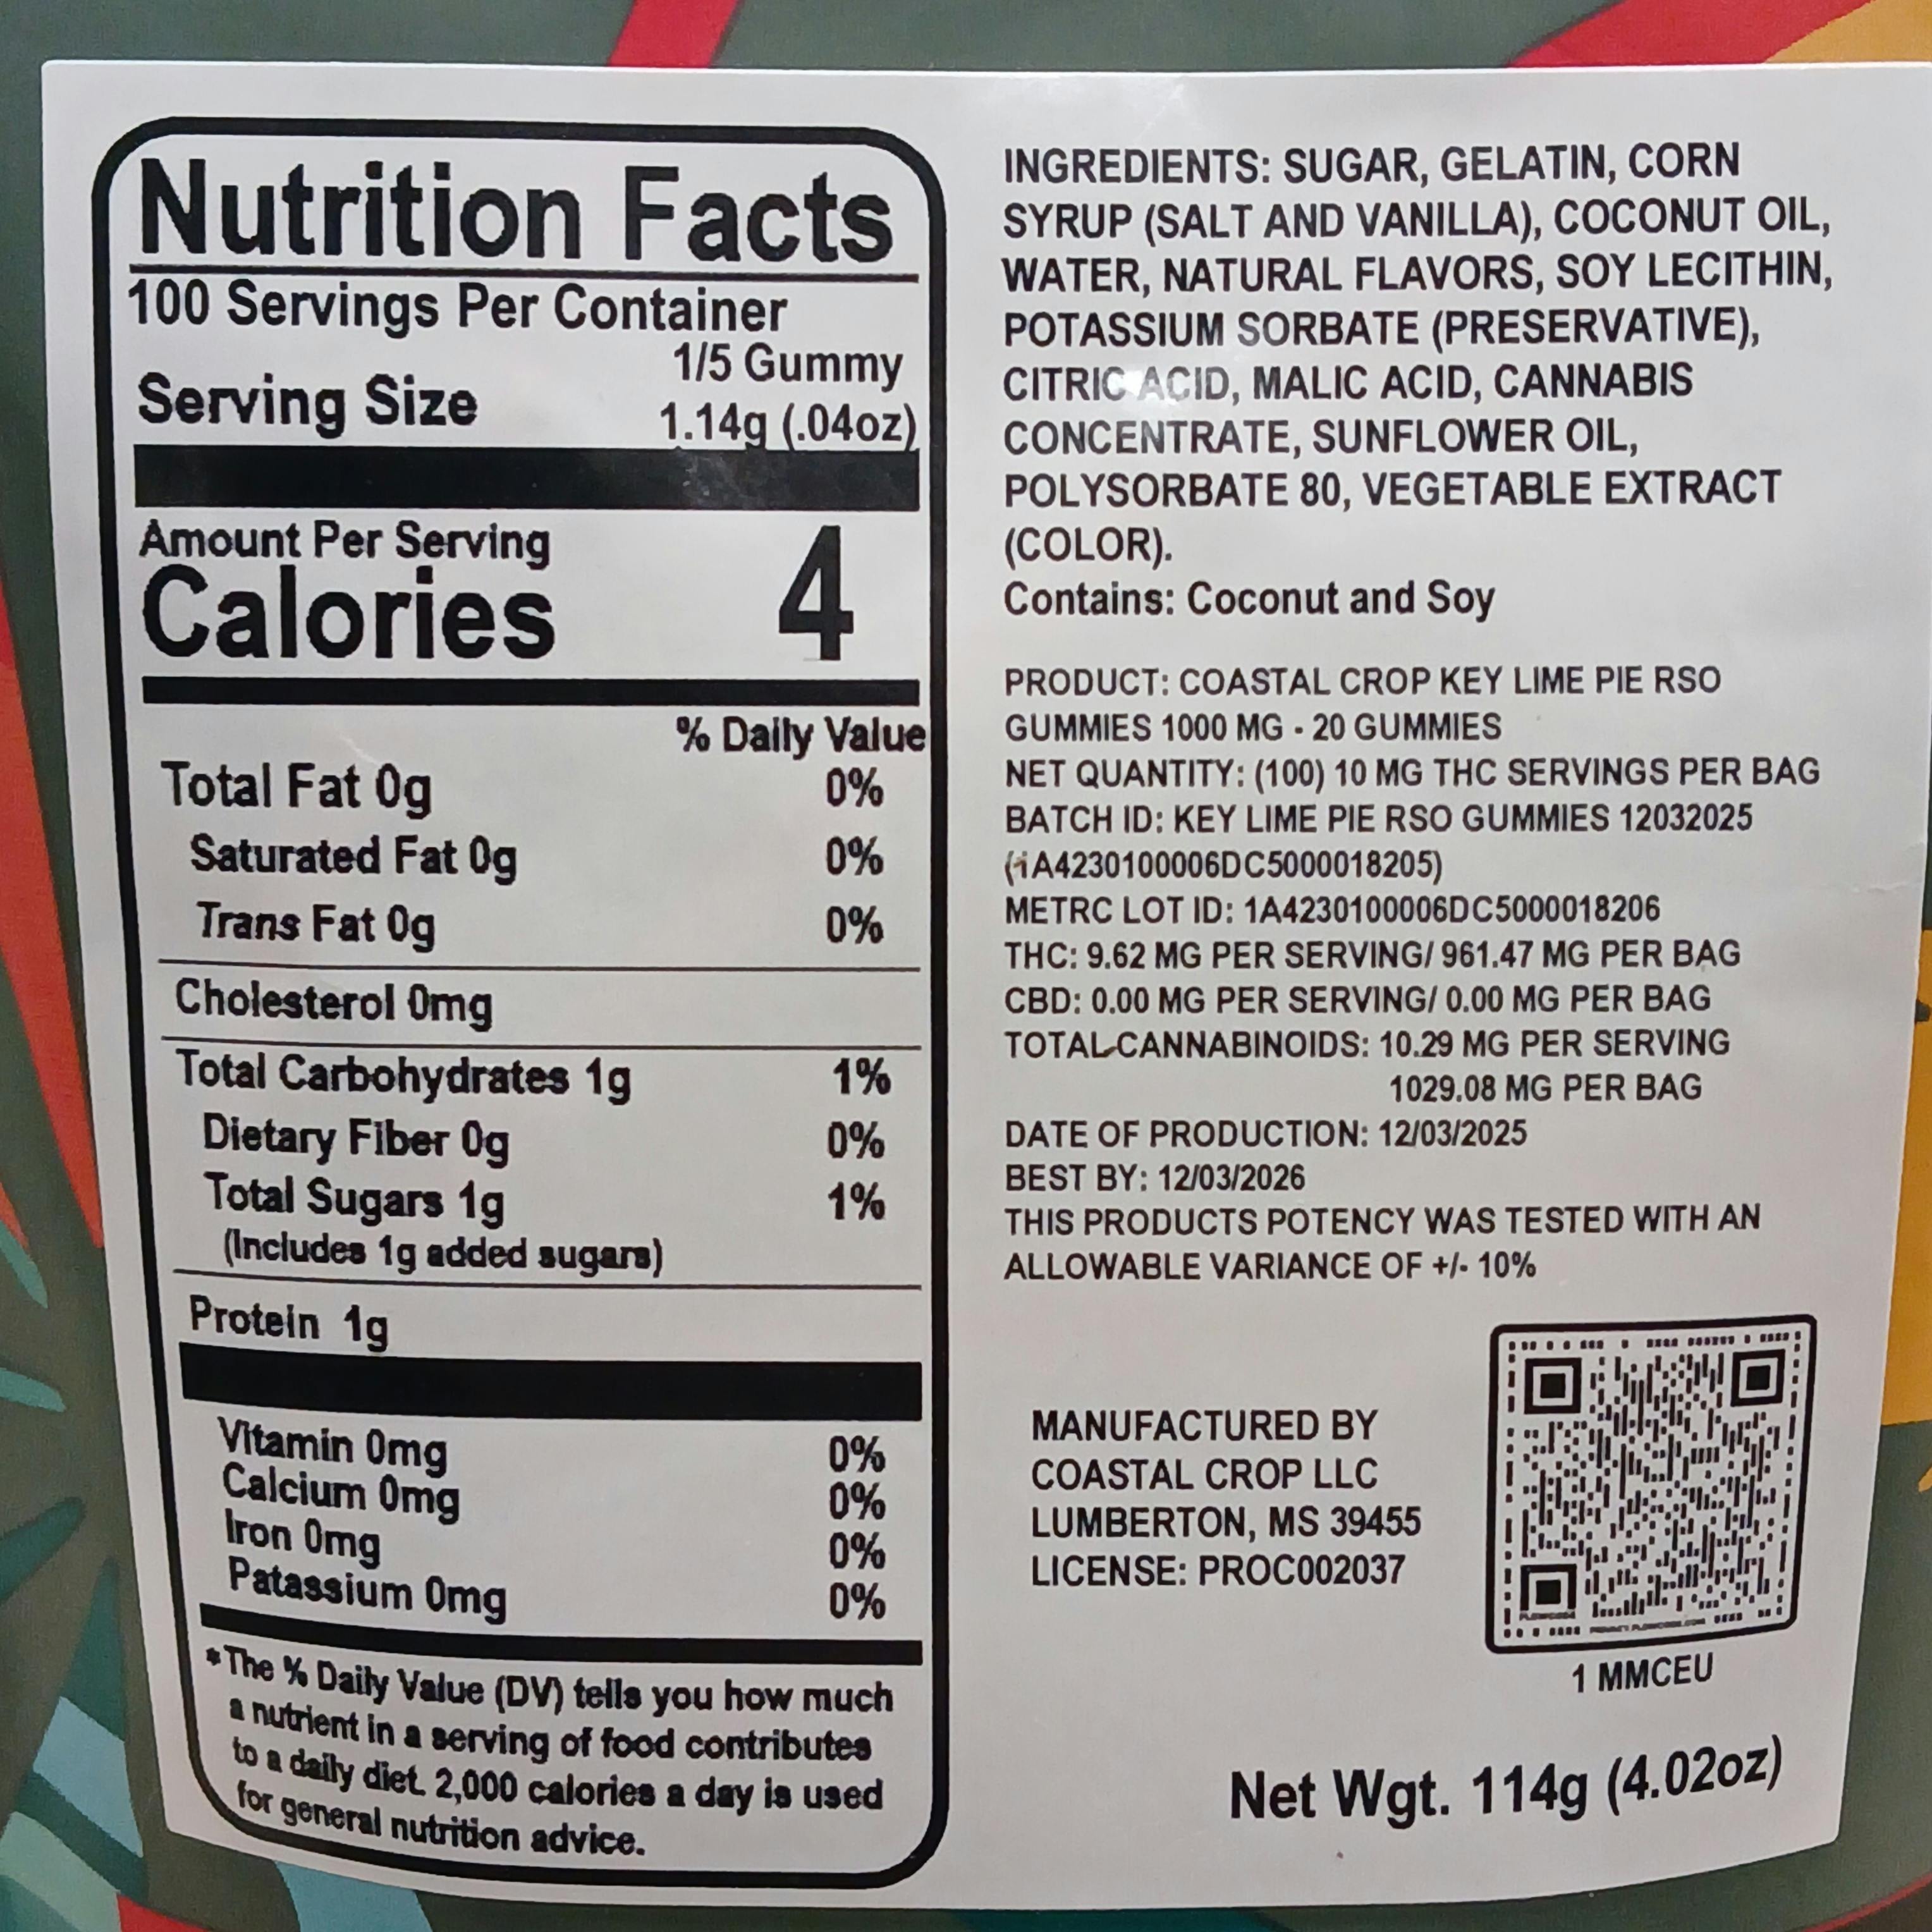 Nutrition Facts
100 Servings Per Container
Serving Size 1/5 Gummy
1.14g (.04oz)
Amount Per Serving
Calories 4
% Daily Value
Total Fat 0g 0%
Saturated Fat 0g 0%
Trans Fat 0g 0%
Cholesterol 0mg
Total Carbohydrates 1g 1%
Dietary Fiber 0g 0%
Total Sugars 1g 1%
(Includes 1g added sugars)
Protein 1g
Vitamin 0mg 0%
Calcium 0mg 0%
Iron 0mg 0%
Patassium 0mg 0%
*The % Daily Value (DV) tells you how much
a nutrient in a serving of food contributes
to a daily diet. 2,000 calories a day is used
for general nutrition advice.
INGREDIENTS: SUGAR, GELATIN, CORN
SYRUP (SALT AND VANILLA), COCONUT OIL,
WATER, NATURAL FLAVORS, SOY LECITHIN,
POTASSIUM SORBATE (PRESERVATIVE),
CITRIC ACID, MALIC ACID, CANNABIS
CONCENTRATE, SUNFLOWER OIL,
POLYSORBATE 80, VEGETABLE EXTRACT
(COLOR).
Contains: Coconut and Soy
PRODUCT: COASTAL CROP KEY LIME PIE RSO
GUMMIES 1000 MG - 20 GUMMIES
NET QUANTITY: (100) 10 MG THC SERVINGS PER BAG
BATCH ID: KEY LIME PIE RSO GUMMIES 12032025
(1A4230100006DC5000018205)
METRC LOT ID: 1A4230100006DC5000018206
THC: 9.62 MG PER SERVING/ 961.47 MG PER BAG
CBD: 0.00 MG PER SERVING/ 0.00 MG PER BAG
TOTAL CANNABINOIDS: 10.29 MG PER SERVING
1029.08 MG PER BAG
DATE OF PRODUCTION: 12/03/2025
BEST BY: 12/03/2026
THIS PRODUCTS POTENCY WAS TESTED WITH AN
ALLOWABLE VARIANCE OF +/- 10%
MANUFACTURED BY
COASTAL CROP LLC
LUMBERTON, MS 39455
LICENSE: PROC002037
1 MMCEU
Net Wgt. 114g (4.02oz)